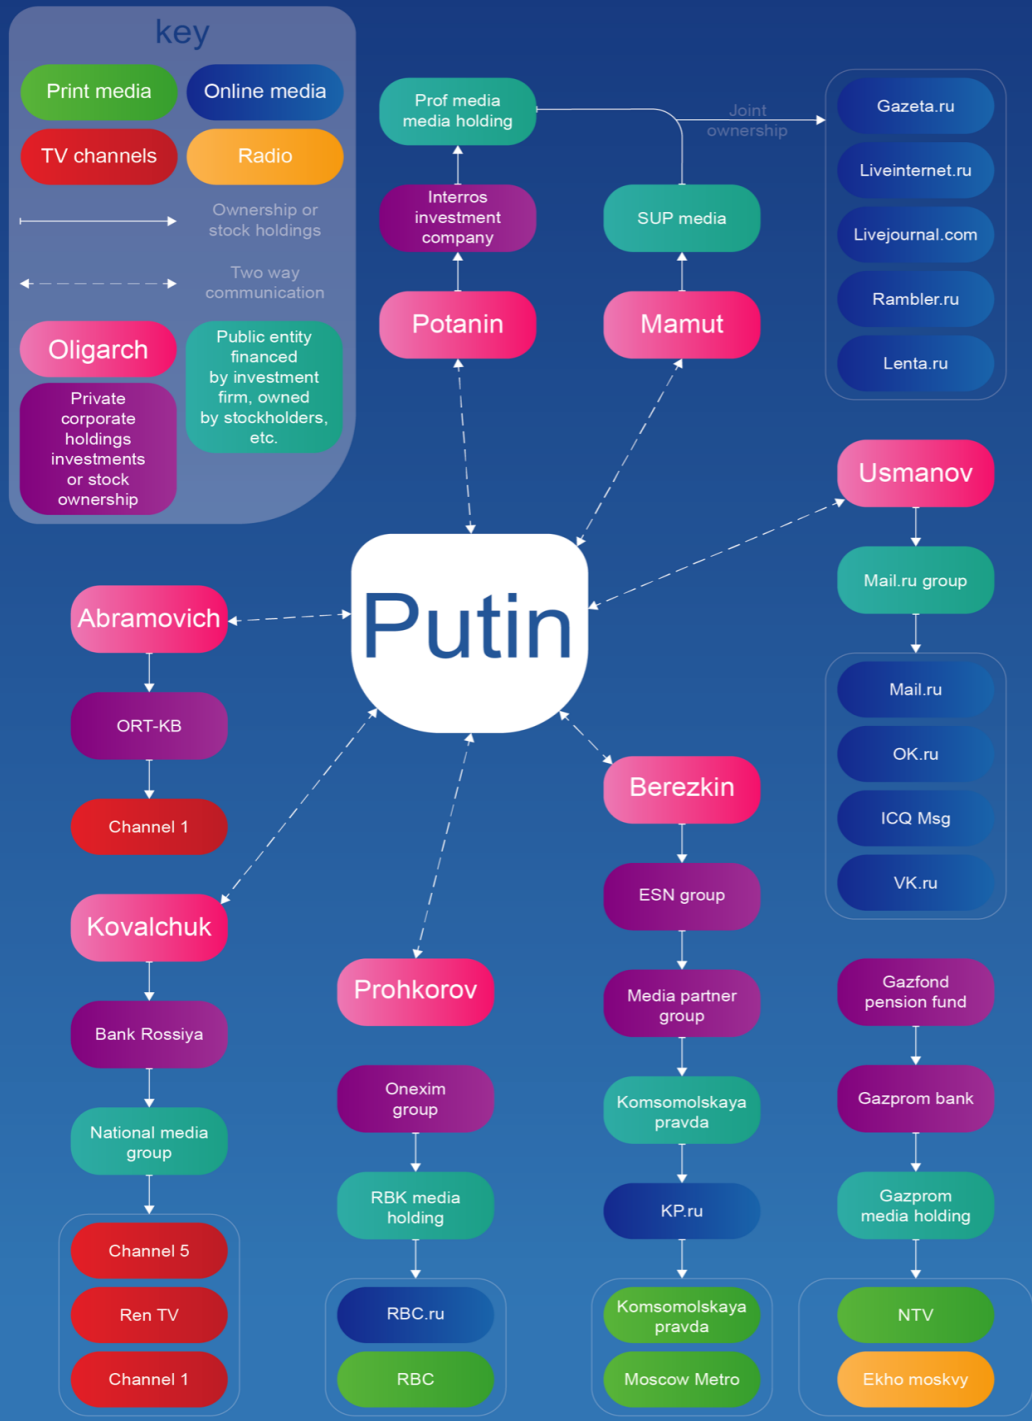 key
Print media
Online media
TV channels
Radio
Ownership or
stock holdings
Two way
communication
Oligarch
Public entity
financed
by investment
firm, owned
by stockholders,
etc.
Private
corporate
holdings
investments
or stock
ownership
Prof media
media holding
Joint
ownership
Interros
investment
company
SUP media
Potanin
Mamut
Gazeta.ru
Liveinternet.ru
Livejournal.com
Rambler.ru
Lenta.ru
Usmanov
Mail.ru group
Mail.ru
OK.ru
ICQ Msg
VK.ru
Putin
Abramovich
ORT-KB
Channel 1
Kovalchuk
Bank Rossiya
National media
group
Channel 5
Ren TV
Channel 1
Prohkorov
Onexim
group
RBK media
holding
RBC.ru
RBC
Berezkin
ESN group
Media partner
group
Komsomolskaya
pravda
KP.ru
Komsomolskaya
pravda
Moscow Metro
Gazfond
pension fund
Gazprom bank
Gazprom
media holding
NTV
Ekho moskvy